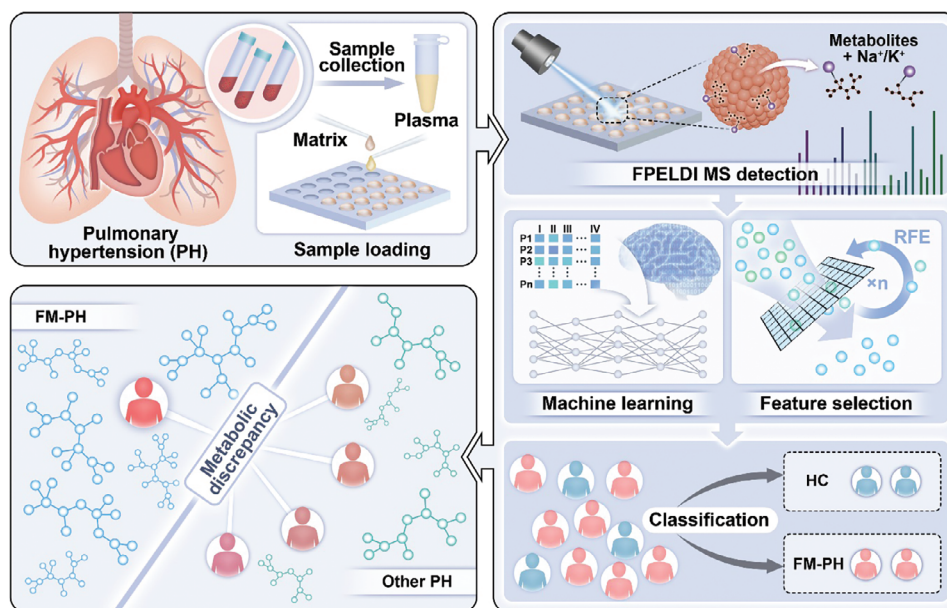 Sample
collection
Matrix
Plasma
Pulmonary
hypertension (PH)
Sample loading
Metabolites
+ Na⁺/K⁺
FPELDI MS detection
I II III IV
P1 ···
P2 ···
P3 ···
Pn ···
RFE
×n
Machine learning
Feature selection
Classification
HC
FM-PH
FM-PH
Metabolic
discrepancy
Other PH